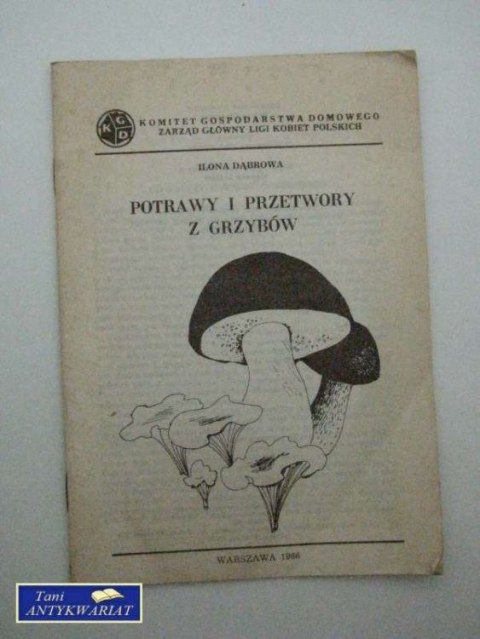 KGD
KOMITET GOSPODARSTWA DOMOWEGO
ZARZĄD GŁÓWNY LIGI KOBIET POLSKICH
ILONA DĄBROWA
POTRAWY I PRZETWORY
Z GRZYBÓW
WARSZAWA 1986
Tani
ANTYKWARIAT